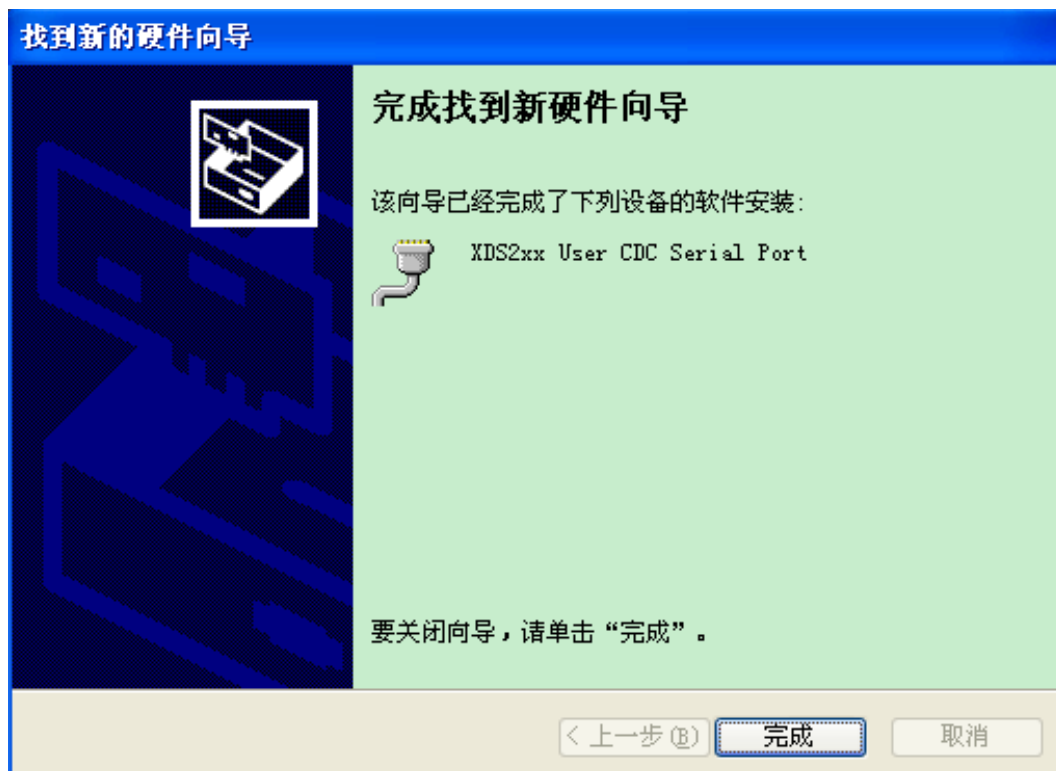 找到新的硬件向导
完成找到新硬件向导
该向导已经完成了下列设备的软件安装:
XDS2xx User CDC Serial Port
要关闭向导，请单击“完成”。
< 上一步(B)
完成
取消